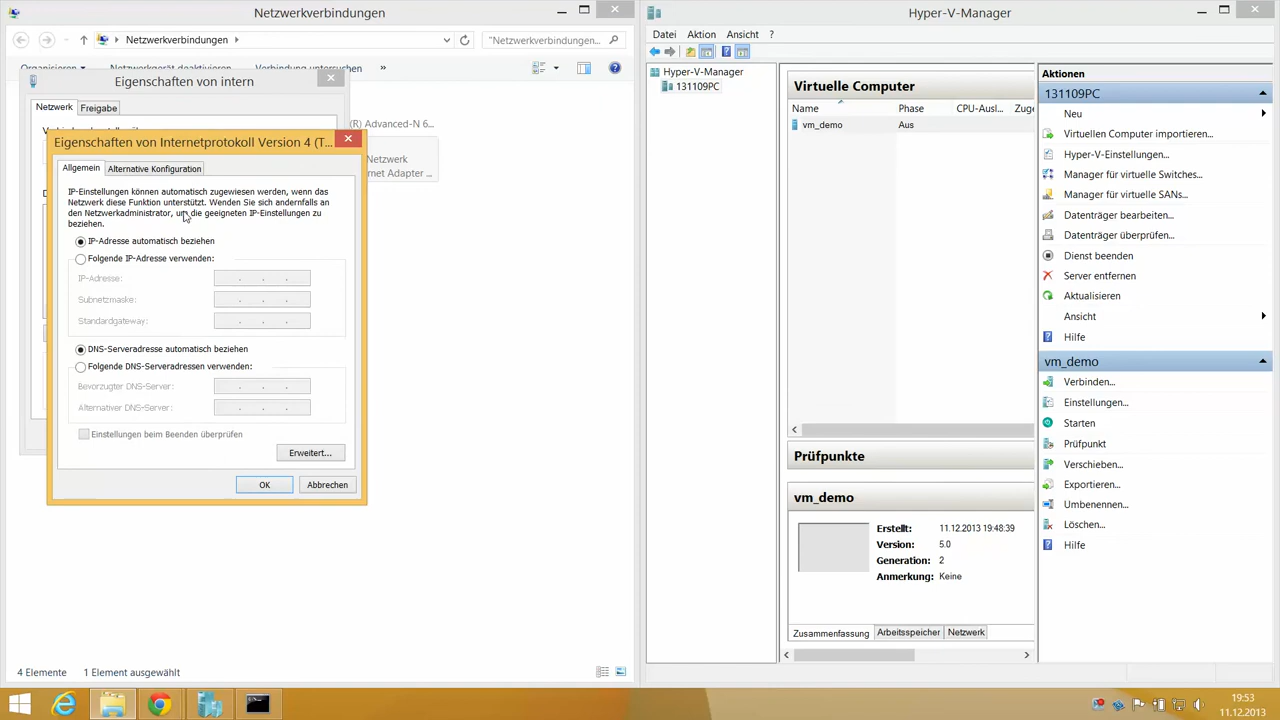 Netzwerkverbindungen
Netzwerkverbindungen
"Netzwerkverbindungen...
Organisieren
Netzwerkgerät deaktivieren
Verbindung untersuchen
»
Eigenschaften von intern
Netzwerk
Freigabe
(R) Advanced-N 6...
Netzwerk
rnet Adapter ...
Eigenschaften von Internetprotokoll Version 4 (T...
Allgemein
Alternative Konfiguration
IP-Einstellungen können automatisch zugewiesen werden, wenn das
Netzwerk diese Funktion unterstützt. Wenden Sie sich andernfalls an
den Netzwerkadministrator, um die geeigneten IP-Einstellungen zu
beziehen.
IP-Adresse automatisch beziehen
Folgende IP-Adresse verwenden:
IP-Adresse:
Subnetzmaske:
Standardgateway:
DNS-Serveradresse automatisch beziehen
Folgende DNS-Serveradressen verwenden:
Bevorzugter DNS-Server:
Alternativer DNS-Server:
Einstellungen beim Beenden überprüfen
Erweitert...
OK
Abbrechen
4 Elemente
1 Element ausgewählt
Hyper-V-Manager
Datei
Aktion
Ansicht
?
Hyper-V-Manager
131109PC
Virtuelle Computer
Name
Phase
CPU-Ausl...
Zuge
vm_demo
Aus
Prüfpunkte
vm_demo
Erstellt:
11.12.2013 19:48:39
Version:
5.0
Generation:
2
Anmerkung:
Keine
Zusammenfassung
Arbeitsspeicher
Netzwerk
Aktionen
131109PC
Neu
Virtuellen Computer importieren...
Hyper-V-Einstellungen...
Manager für virtuelle Switches...
Manager für virtuelle SANs...
Datenträger bearbeiten...
Datenträger überprüfen...
Dienst beenden
Server entfernen
Aktualisieren
Ansicht
Hilfe
vm_demo
Verbinden...
Einstellungen...
Starten
Prüfpunkt
Verschieben...
Exportieren...
Umbenennen...
Löschen...
Hilfe
19:53
11.12.2013